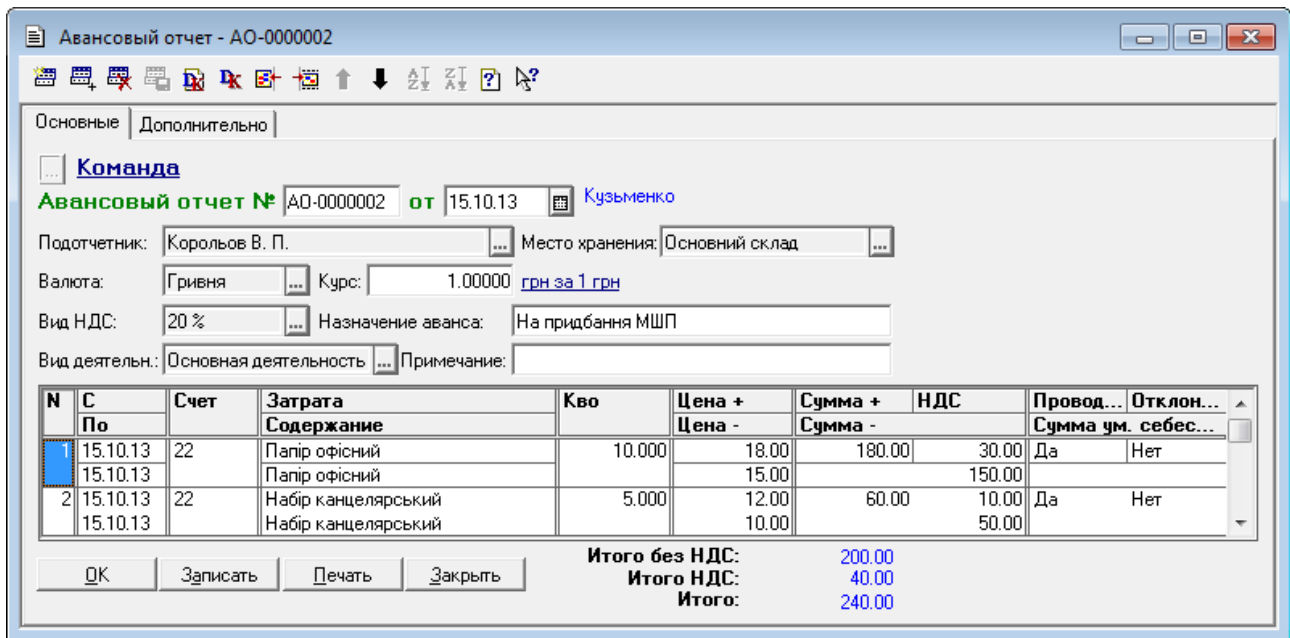 Авансовый отчет - АО-0000002
Основные Дополнительно
... Команда
Авансовый отчет № АО-0000002 от 15.10.13 Кузьменко
Подотчетник: Корольов В. П. ... Место хранения: Основний склад ...
Валюта: Гривня ... Курс: 1.00000 грн за 1 грн
Вид НДС: 20 % ... Назначение аванса: На придбання МШП
Вид деятельн.: Основная деятельность ... Примечание:
N С Счет Затрата Кво Цена + Сумма + НДС Провод... Отклон...
По Содержание Цена - Сумма - Сумма ум. себес...
1 15.10.13 22 Папір офісний 10.000 18.00 180.00 30.00 Да Нет
15.10.13 Папір офісний 15.00 150.00
2 15.10.13 22 Набір канцелярський 5.000 12.00 60.00 10.00 Да Нет
15.10.13 Набір канцелярський 10.00 50.00
OK Записать Печать Закрыть
Итого без НДС: 200.00
Итого НДС: 40.00
Итого: 240.00